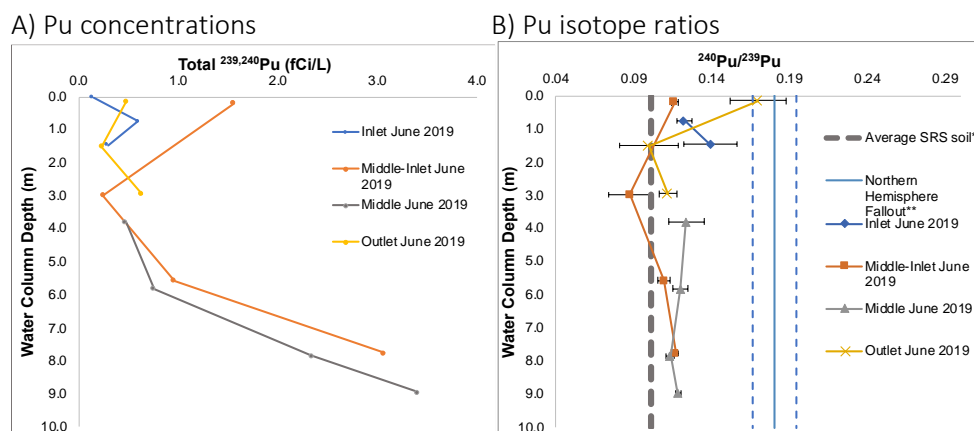 A) Pu concentrations
Total ²³⁹,²⁴⁰Pu (fCi/L)
0.0 1.0 2.0 3.0 4.0
0.0
1.0
2.0
3.0
4.0
5.0
6.0
7.0
8.0
9.0
10.0
Water Column Depth (m)
Inlet June 2019
Middle-Inlet June
2019
Middle June 2019
Outlet June 2019
B) Pu isotope ratios
²⁴⁰Pu/²³⁹Pu
0.04 0.09 0.14 0.19 0.24 0.29
0.0
1.0
2.0
3.0
4.0
5.0
6.0
7.0
8.0
9.0
10.0
Water Column Depth (m)
Average SRS soil*
Northern
Hemisphere
Fallout**
Inlet June 2019
Middle-Inlet June
2019
Middle June 2019
Outlet June 2019